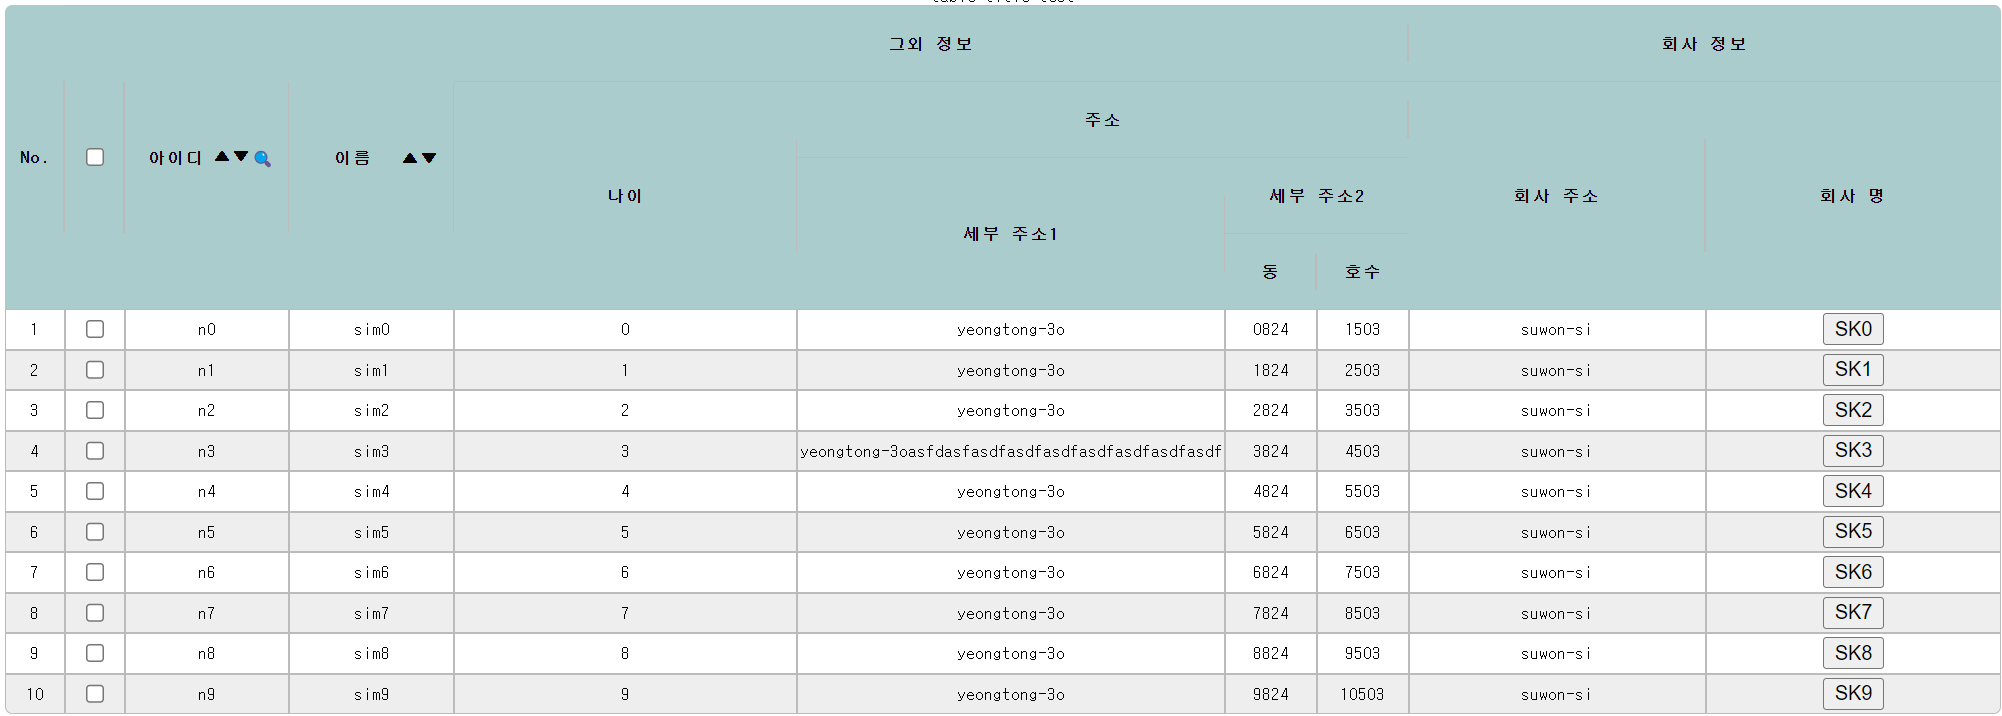 그외 정보 회사 정보
주소
No. 아이디 ▲▼ 이름 ▲▼
나이 세부 주소2 회사 주소 회사 명
세부 주소1
동 호수
1 n0 sim0 0 yeongtong-3o 0824 1503 suwon-si SK0
2 n1 sim1 1 yeongtong-3o 1824 2503 suwon-si SK1
3 n2 sim2 2 yeongtong-3o 2824 3503 suwon-si SK2
4 n3 sim3 3 yeongtong-3oasfdasfasdfasdfasdfasdfasdfasdfasdf 3824 4503 suwon-si SK3
5 n4 sim4 4 yeongtong-3o 4824 5503 suwon-si SK4
6 n5 sim5 5 yeongtong-3o 5824 6503 suwon-si SK5
7 n6 sim6 6 yeongtong-3o 6824 7503 suwon-si SK6
8 n7 sim7 7 yeongtong-3o 7824 8503 suwon-si SK7
9 n8 sim8 8 yeongtong-3o 8824 9503 suwon-si SK8
10 n9 sim9 9 yeongtong-3o 9824 10503 suwon-si SK9